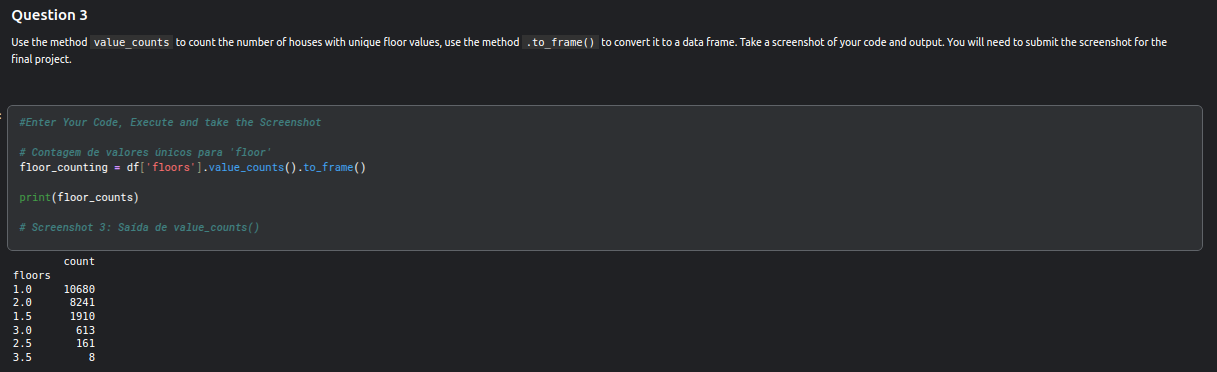 Question 3
Use the method value_counts to count the number of houses with unique floor values, use the method .to_frame() to convert it to a data frame. Take a screenshot of your code and output. You will need to submit the screenshot for the
final project.
#Enter Your Code, Execute and take the Screenshot
# Contagem de valores únicos para 'floor'
floor_counting = df['floors'].value_counts().to_frame()
print(floor_counts)
# Screenshot 3: Saída de value_counts()
count
floors
1.0 10680
2.0 8241
1.5 1910
3.0 613
2.5 161
3.5 8